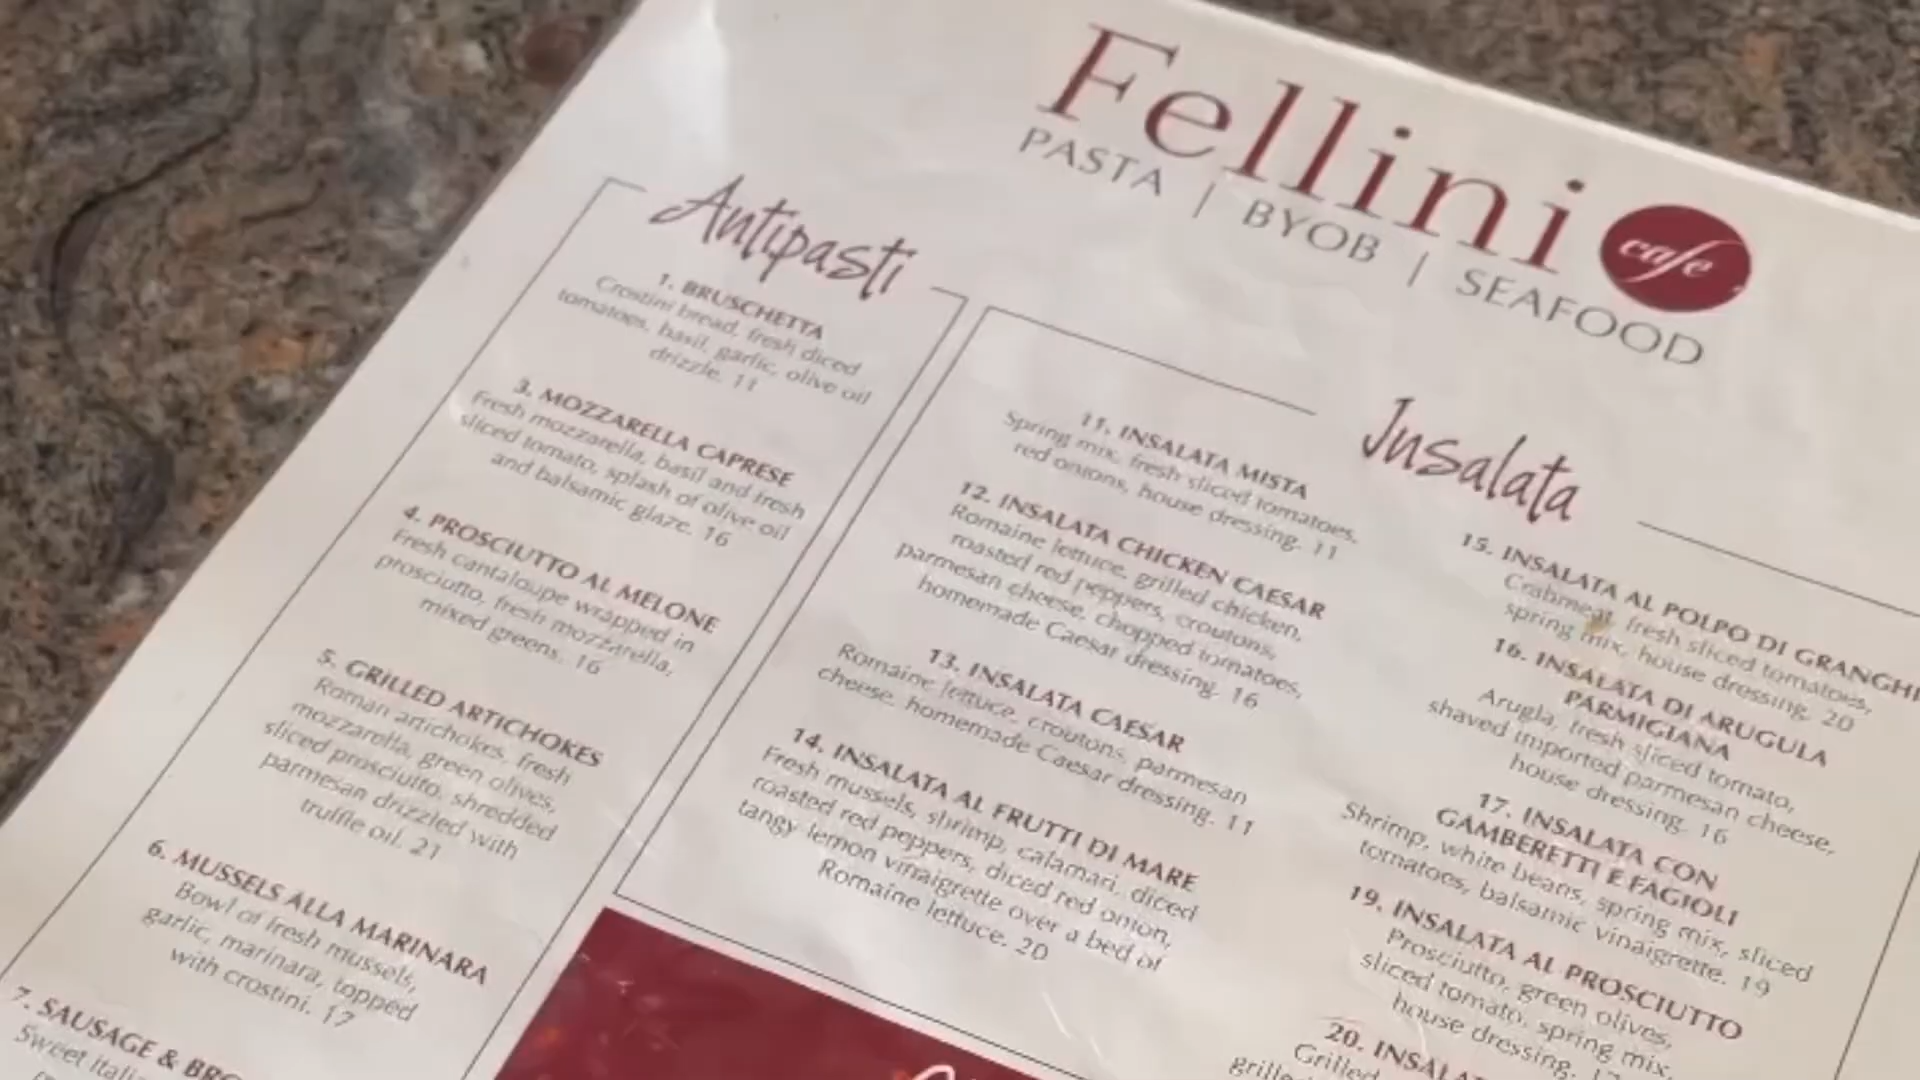 Fellini cafe
PASTA | BYOB | SEAFOOD
Antipasti
1. BRUSCHETTA
Crostini bread, fresh diced
tomatoes, basil, garlic, olive oil
drizzle. 11
3. MOZZARELLA CAPRESE
Fresh mozzarella, basil and fresh
sliced tomato, splash of olive oil
and balsamic glaze. 16
4. PROSCIUTTO AL MELONE
Fresh cantaloupe wrapped in
prosciutto, fresh mozzarella,
mixed greens. 16
5. GRILLED ARTICHOKES
Roman artichokes, fresh
mozzarella, green olives,
sliced prosciutto, shredded
parmesan drizzled with
truffle oil. 21
6. MUSSELS ALLA MARINARA
Bowl of fresh mussels,
garlic, marinara, topped
with crostini. 17
7. SAUSAGE &
Sweet
Insalata
11. INSALATA MISTA
Spring mix, fresh sliced tomatoes,
red onions, house dressing. 11
12. INSALATA CHICKEN CAESAR
Romaine lettuce, grilled chicken,
roasted red peppers, croutons,
parmesan cheese, chopped tomatoes,
homemade Caesar dressing. 16
13. INSALATA CAESAR
Romaine lettuce, croutons, parmesan
cheese, homemade Caesar dressing. 11
14. INSALATA AL FRUTTI DI MARE
Fresh mussels, shrimp, calamari, diced
roasted red peppers, diced red onion,
tangy lemon vinaigrette over a bed of
Romaine lettuce. 20
15. INSALATA AL POLPO DI GRANGHI
Crabmeat, fresh sliced tomatoes,
spring mix, house dressing. 20
16. INSALATA DI ARUGULA
PARMIGIANA
Arugla, fresh sliced tomato,
shaved imported parmesan cheese,
house dressing. 16
17. INSALATA CON
GAMBERETTI E FAGIOLI
Shrimp, white beans, spring mix, sliced
tomatoes, balsamic vinaigrette. 19
19. INSALATA AL PROSCIUTTO
Prosciutto, green olives,
sliced tomato, spring mix,
house dressing.
20.
Grilled